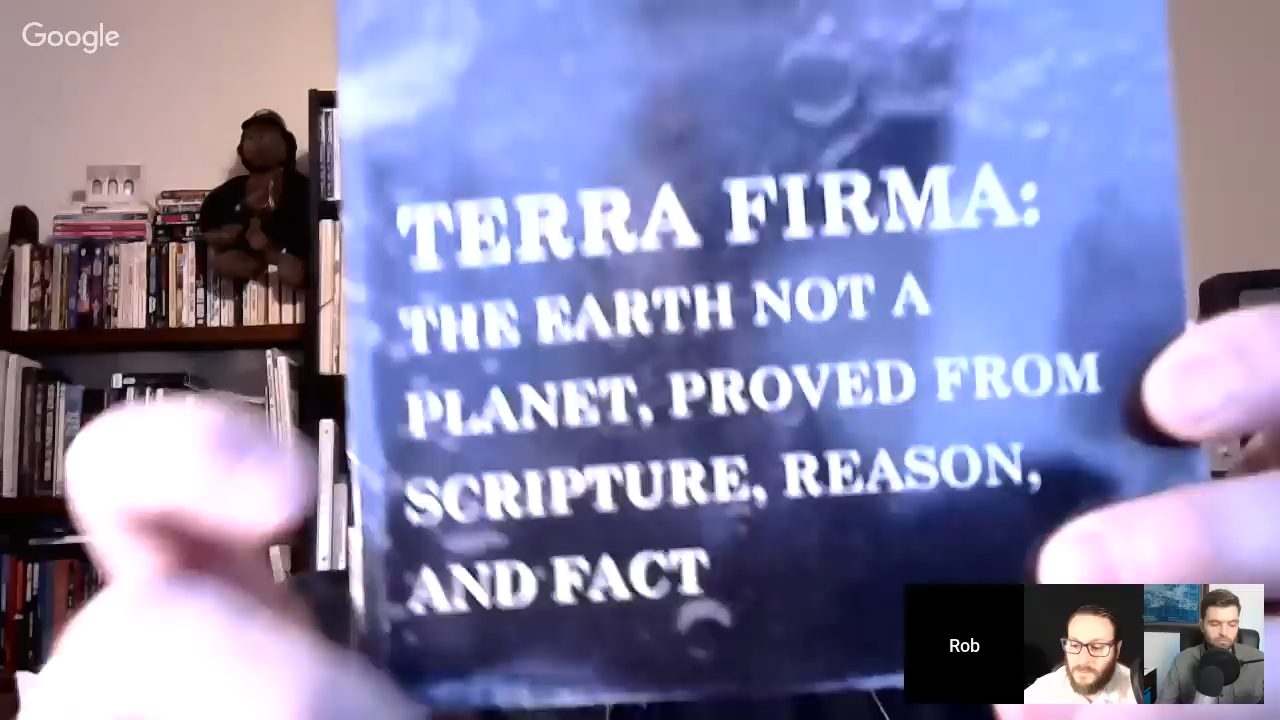 Google
TERRA FIRMA:
THE EARTH NOT A
PLANET, PROVED FROM
SCRIPTURE, REASON,
AND FACT
Rob